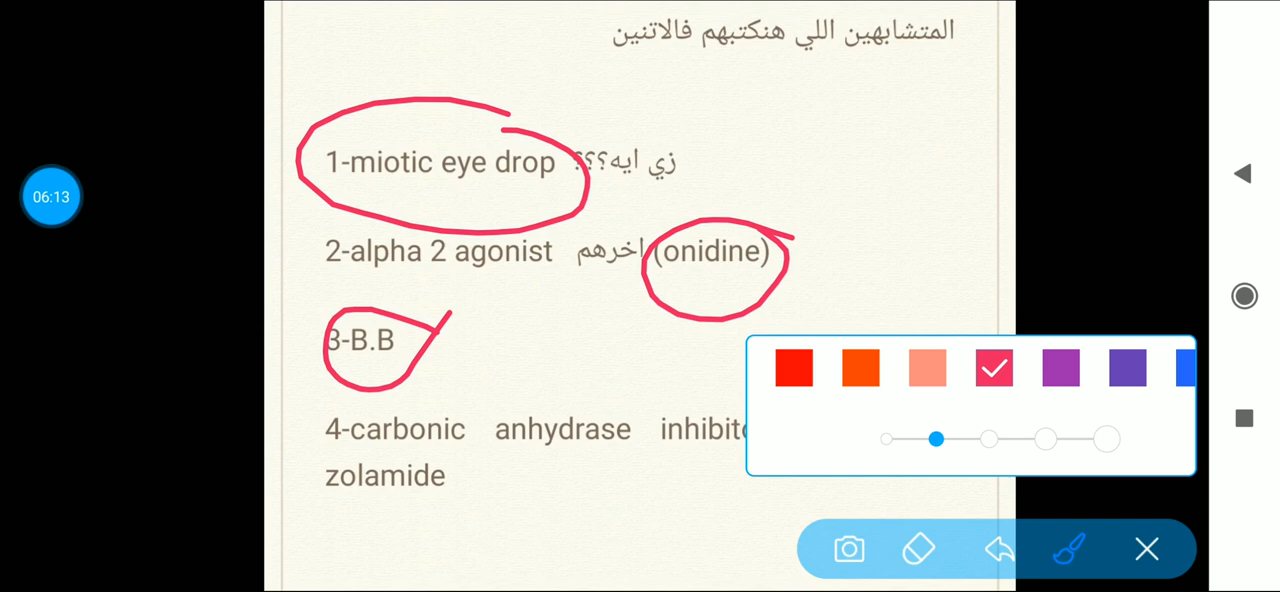 المتشابهين اللي هنكتبهم فالاتنين
1-miotic eye drop زي ايه؟؟؟
2-alpha 2 agonist اخرهم (onidine)
06:13
3-B.B
4-carbonic anhydrase
zolamide